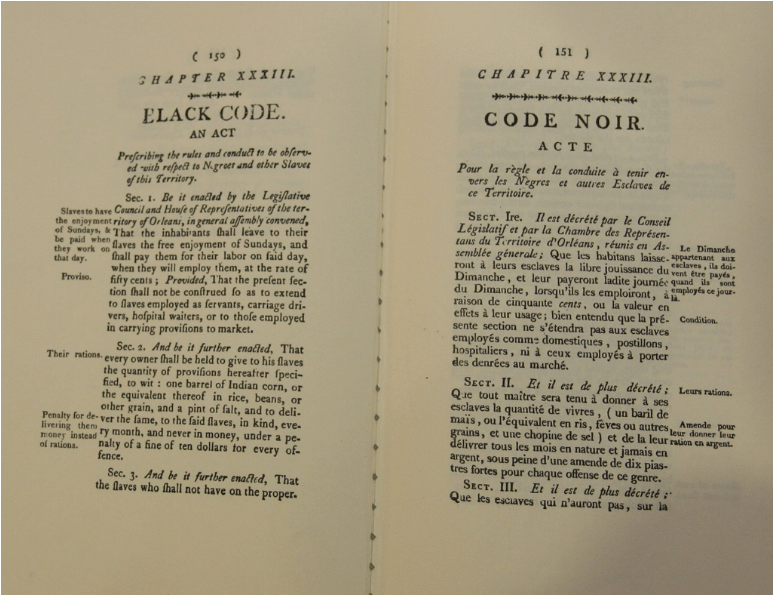 ( 150 )
CHAPTER XXXIII.
BLACK CODE.
AN ACT
Preſcribing the rules and conduct to be obſerv-
ed with reſpect to Negroes and other Slaves
of this Territory.
Sec. 1. Be it enacted by the Legiſlative
Council and Houſe of Repreſentatives of the ter-
ritory of Orleans, in general aſſembly convened,
That the inhabitants ſhall leave to their
ſlaves the free enjoyment of Sundays, and
ſhall pay them for their labor on ſaid day,
when they will employ them, at the rate of
fifty cents ; Provided, That the preſent ſec-
tion ſhall not be conſtrued ſo as to extend
to ſlaves employed as ſervants, carriage dri-
vers, hoſpital waiters, or to thoſe employed
in carrying proviſions to market.
Slaves to have
the enjoyment
of Sundays, &
be paid when
they work on
that day.
Proviso.
Sec. 2. And be it further enacted, That
every owner ſhall be held to give to his ſlaves
the quantity of proviſions hereafter ſpeci-
fied, to wit : one barrel of Indian corn, or
the equivalent thereof in rice, beans, or
other grain, and a pint of ſalt, and to deli-
ver the ſame, to the ſaid ſlaves, in kind, eve-
ry month, and never in money, under a pe-
nalty of a fine of ten dollars for every of-
fence.
Their rations.
Penalty for de-
livering them
money instead
of rations.
Sec. 3. And be it further enacted, That
the ſlaves who ſhall not have on the proper.
( 151 )
CHAPITRE XXXIII.
CODE NOIR.
ACTE
Pour la règle et la conduite à tenir en-
vers les Nègres et autres Esclaves de
ce Territoire.
SECT. Ire. Il est décrété par le Conseil
Législatif et par la Chambre des Représen-
tans du Territoire d'Orléans, réunis en As-
semblée génerale; Que les habitans laisse-
ront à leurs esclaves la libre jouissance du
Dimanche, et leur payeront ladite journée
du Dimanche, lorsqu'ils les emploiront, à
raison de cinquante cents, ou la valeur en
effets à leur usage; bien entendu que la pré-
sente section ne s'étendra pas aux esclaves
employés comme domestiques, postillons,
hospitaliers, ni à ceux employés à porter
des denrées au marché.
Le Dimanche
appartenant aux
esclaves, ils doi-
vent être payés,
quand ils sont
employés ce jour-
là.
Condition.
SECT. II. Et il est de plus décrété ;
Que tout maître sera tenu à donner à ses
esclaves la quantité de vivres, ( un baril de
maïs, ou l'équivalent en ris, fèves ou autres
grains, et une chopine de sel ) et de la leur
délivrer tous les mois en nature et jamais en
argent, sous peine d'une amende de dix pias-
tres fortes pour chaque offense de ce genre.
Leurs rations.
Amende pour
leur donner leur
ration en argent.
SECT. III. Et il est de plus décrété ;
Que les esclaves qui n'auront pas, sur la